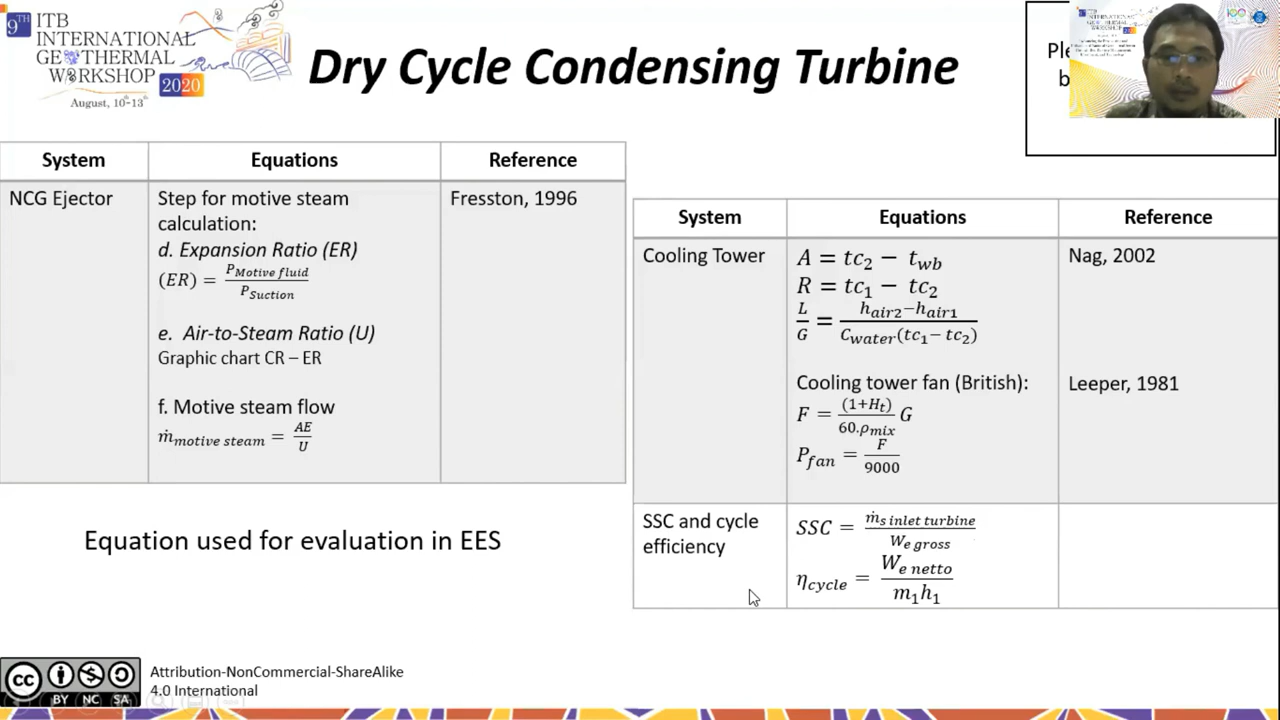 9TH ITB
INTERNATIONAL
GEOTHERMAL
WORKSHOP
2020
August, 10th-13th
Dry Cycle Condensing Turbine
System Equations Reference
NCG Ejector
Step for motive steam
calculation:
d. Expansion Ratio (ER)
(ER) = P_Motive fluid / P_Suction
e. Air-to-Steam Ratio (U)
Graphic chart CR – ER
f. Motive steam flow
ṁ_motive steam = AE / U
Fresston, 1996
Equation used for evaluation in EES
System Equations Reference
Cooling Tower
A = tc₂ − t_wb
R = tc₁ − tc₂
L / G = h_air2 − h_air1 / C_water(tc₁ − tc₂)
Nag, 2002
Cooling tower fan (British):
F = (1+H_t) / 60.ρ_mix G
P_fan = F / 9000
Leeper, 1981
SSC and cycle
efficiency
SSC = ṁ_s inlet turbine / W_e gross
η_cycle = W_e netto / m₁h₁
cc BY NC SA
Attribution-NonCommercial-ShareAlike
4.0 International